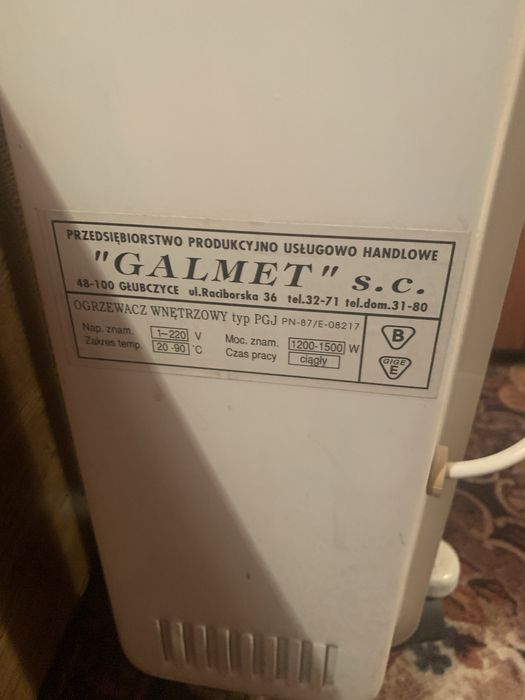 PRZEDSIĘBIORSTWO PRODUKCYJNO USŁUGOWO HANDLOWE
"GALMET" s.c.
48-100 GŁUBCZYCE ul.Raciborska 36 tel.32-71 tel.dom.31-80
OGRZEWACZ WNĘTRZOWY typ PGJ PN-87/E-08217
Nap. znam. 1~220 V Moc. znam. 1200-1500 W
Zakres temp. 20-90 °C Czas pracy ciągły
B
GIGE
E